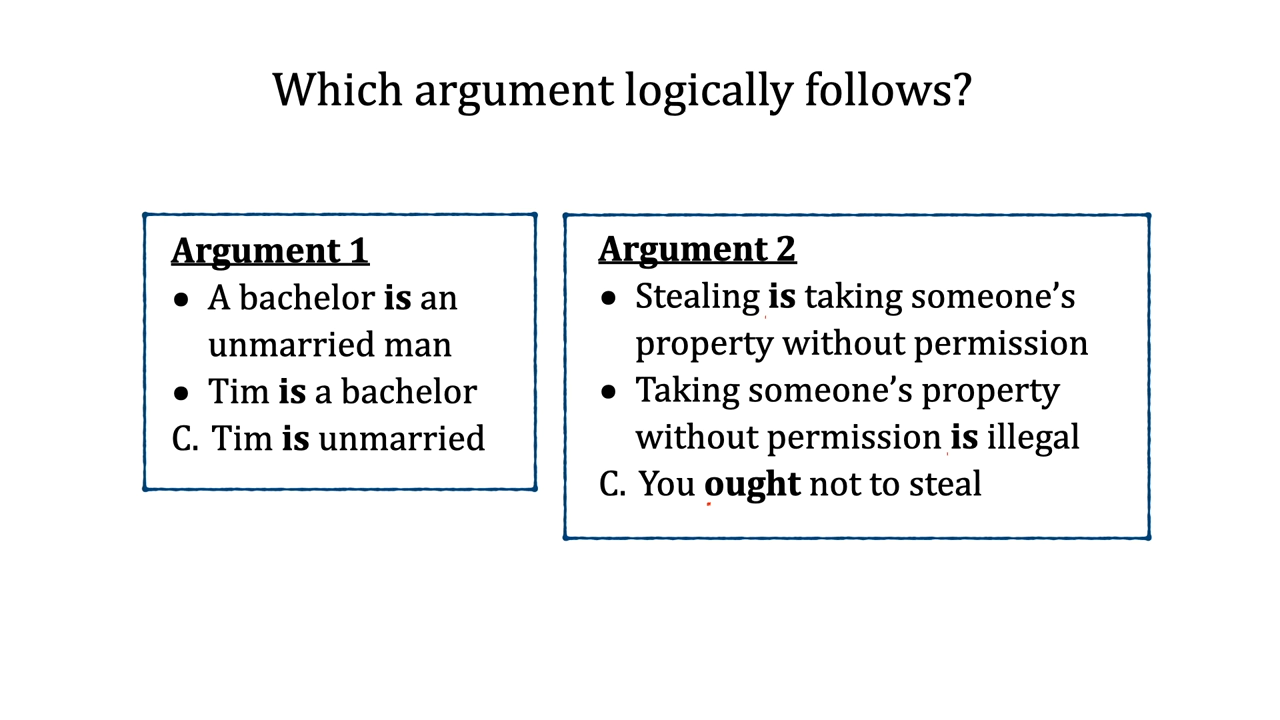 Which argument logically follows?
Argument 1
● A bachelor is an
unmarried man
● Tim is a bachelor
C. Tim is unmarried
Argument 2
● Stealing is taking someone’s
property without permission
● Taking someone’s property
without permission is illegal
C. You ought not to steal